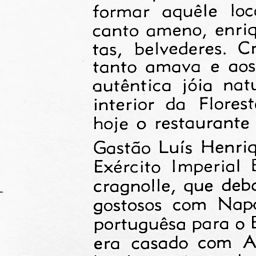 formar aquêle loc
canto ameno, enriq
tas, belvederes. Cr
tanto amava e aos
autêntica jóia natu
interior da Florest
hoje o restaurante
Gastão Luís Henriq
Exército Imperial B
cragnolle, que debo
gostosos com Napo
portuguêsa para o B
era casado com A